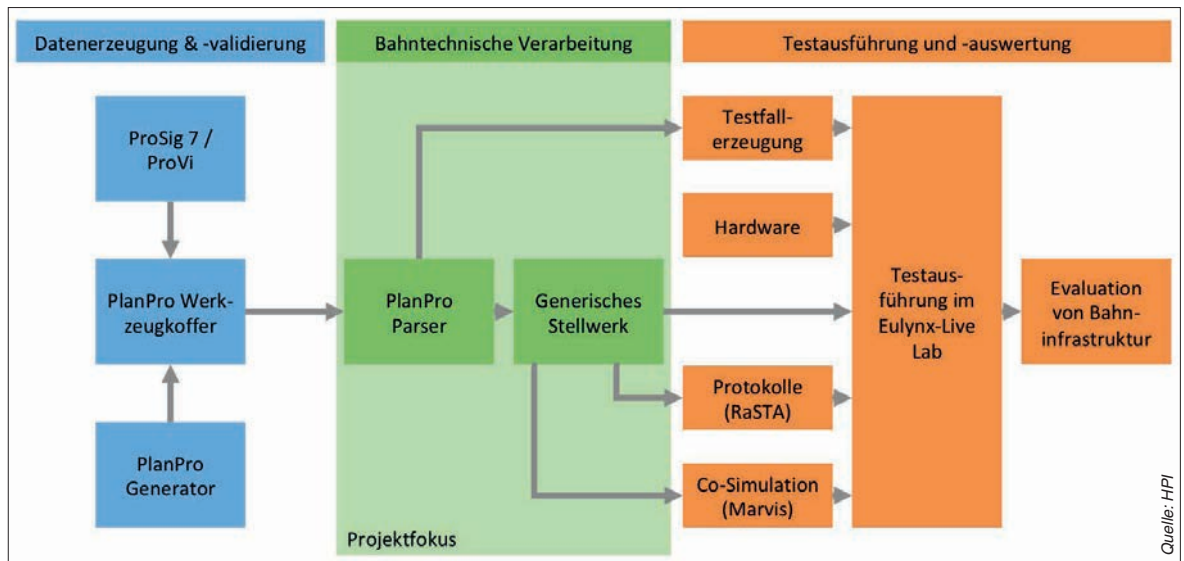 Datenerzeugung & -validierung
Bahntechnische Verarbeitung
Testausführung und -auswertung
ProSig 7 /
ProVi
PlanPro Werk-
zeugkoffer
PlanPro
Generator
PlanPro
Parser
Generisches
Stellwerk
Projektfokus
Testfall-
erzeugung
Hardware
Protokolle
(RaSTA)
Co-Simulation
(Marvis)
Testaus-
führung im
Eulynx-Live
Lab
Evaluation
von Bahn-
infrastruktur
Quelle: HPI